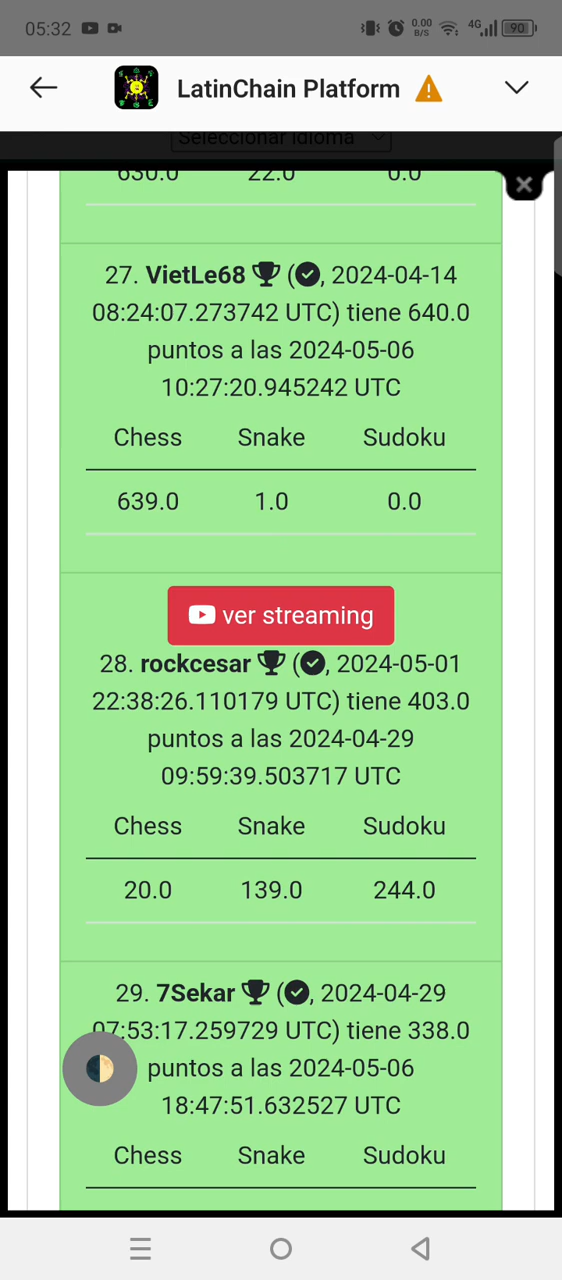 05:32 0.00 B/S 4G 90
LatinChain Platform
Seleccionar idioma
630.0 22.0 0.0
27. VietLe68 (, 2024-04-14
08:24:07.273742 UTC) tiene 640.0
puntos a las 2024-05-06
10:27:20.945242 UTC
Chess Snake Sudoku
639.0 1.0 0.0
ver streaming
28. rockcesar (, 2024-05-01
22:38:26.110179 UTC) tiene 403.0
puntos a las 2024-04-29
09:59:39.503717 UTC
Chess Snake Sudoku
20.0 139.0 244.0
29. 7Sekar (, 2024-04-29
07:53:17.259729 UTC) tiene 338.0
puntos a las 2024-05-06
18:47:51.632527 UTC
Chess Snake Sudoku